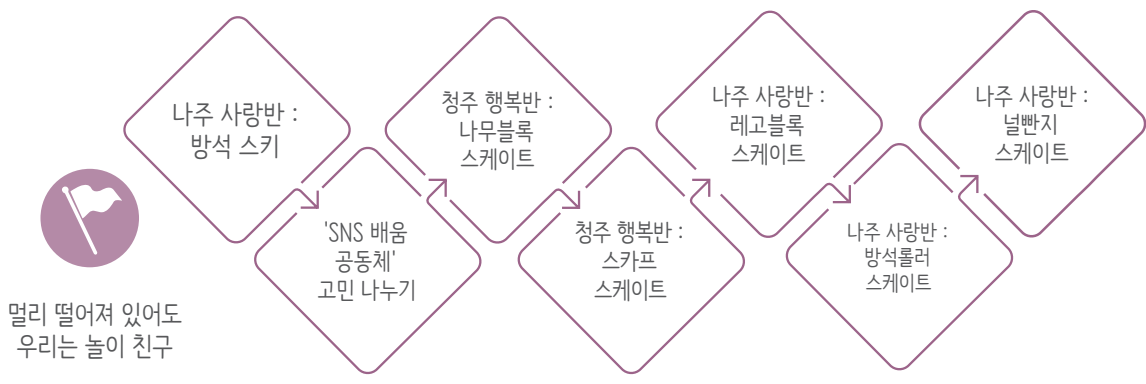 멀리 떨어져 있어도
우리는 놀이 친구
나주 사랑반 :
방석 스키
'SNS 배움
공동체'
고민 나누기
청주 행복반 :
나무블록
스케이트
청주 행복반 :
스카프
스케이트
나주 사랑반 :
레고블록
스케이트
나주 사랑반 :
방석롤러
스케이트
나주 사랑반 :
널빤지
스케이트